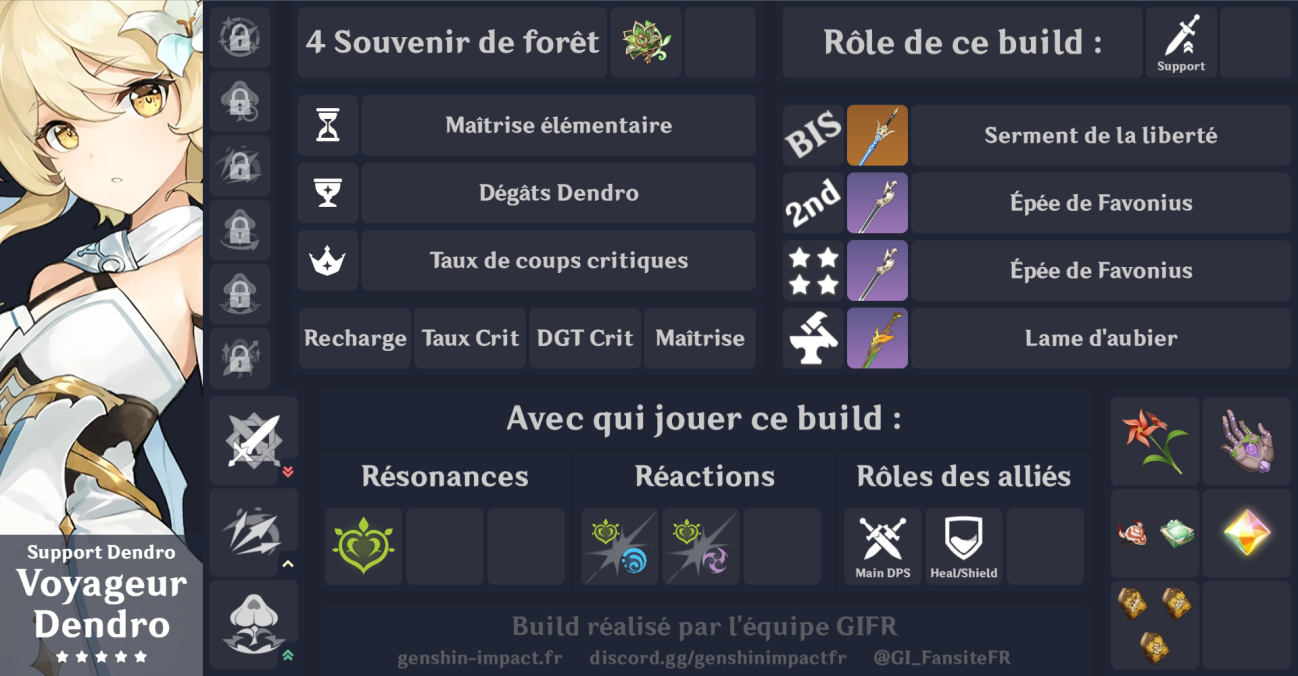 4 Souvenir de forêt
Maîtrise élémentaire
Dégâts Dendro
Taux de coups critiques
Recharge Taux Crit DGT Crit Maîtrise
Rôle de ce build :
Support
BIS Serment de la liberté
2nd Épée de Favonius
Épée de Favonius
Lame d'aubier
Support Dendro
Voyageur
Dendro
Avec qui jouer ce build :
Résonances Réactions Rôles des alliés
Main DPS Heal/Shield
Build réalisé par l'équipe GIFR
genshin-impact.fr discord.gg/genshinimpactfr @GI_FansiteFR